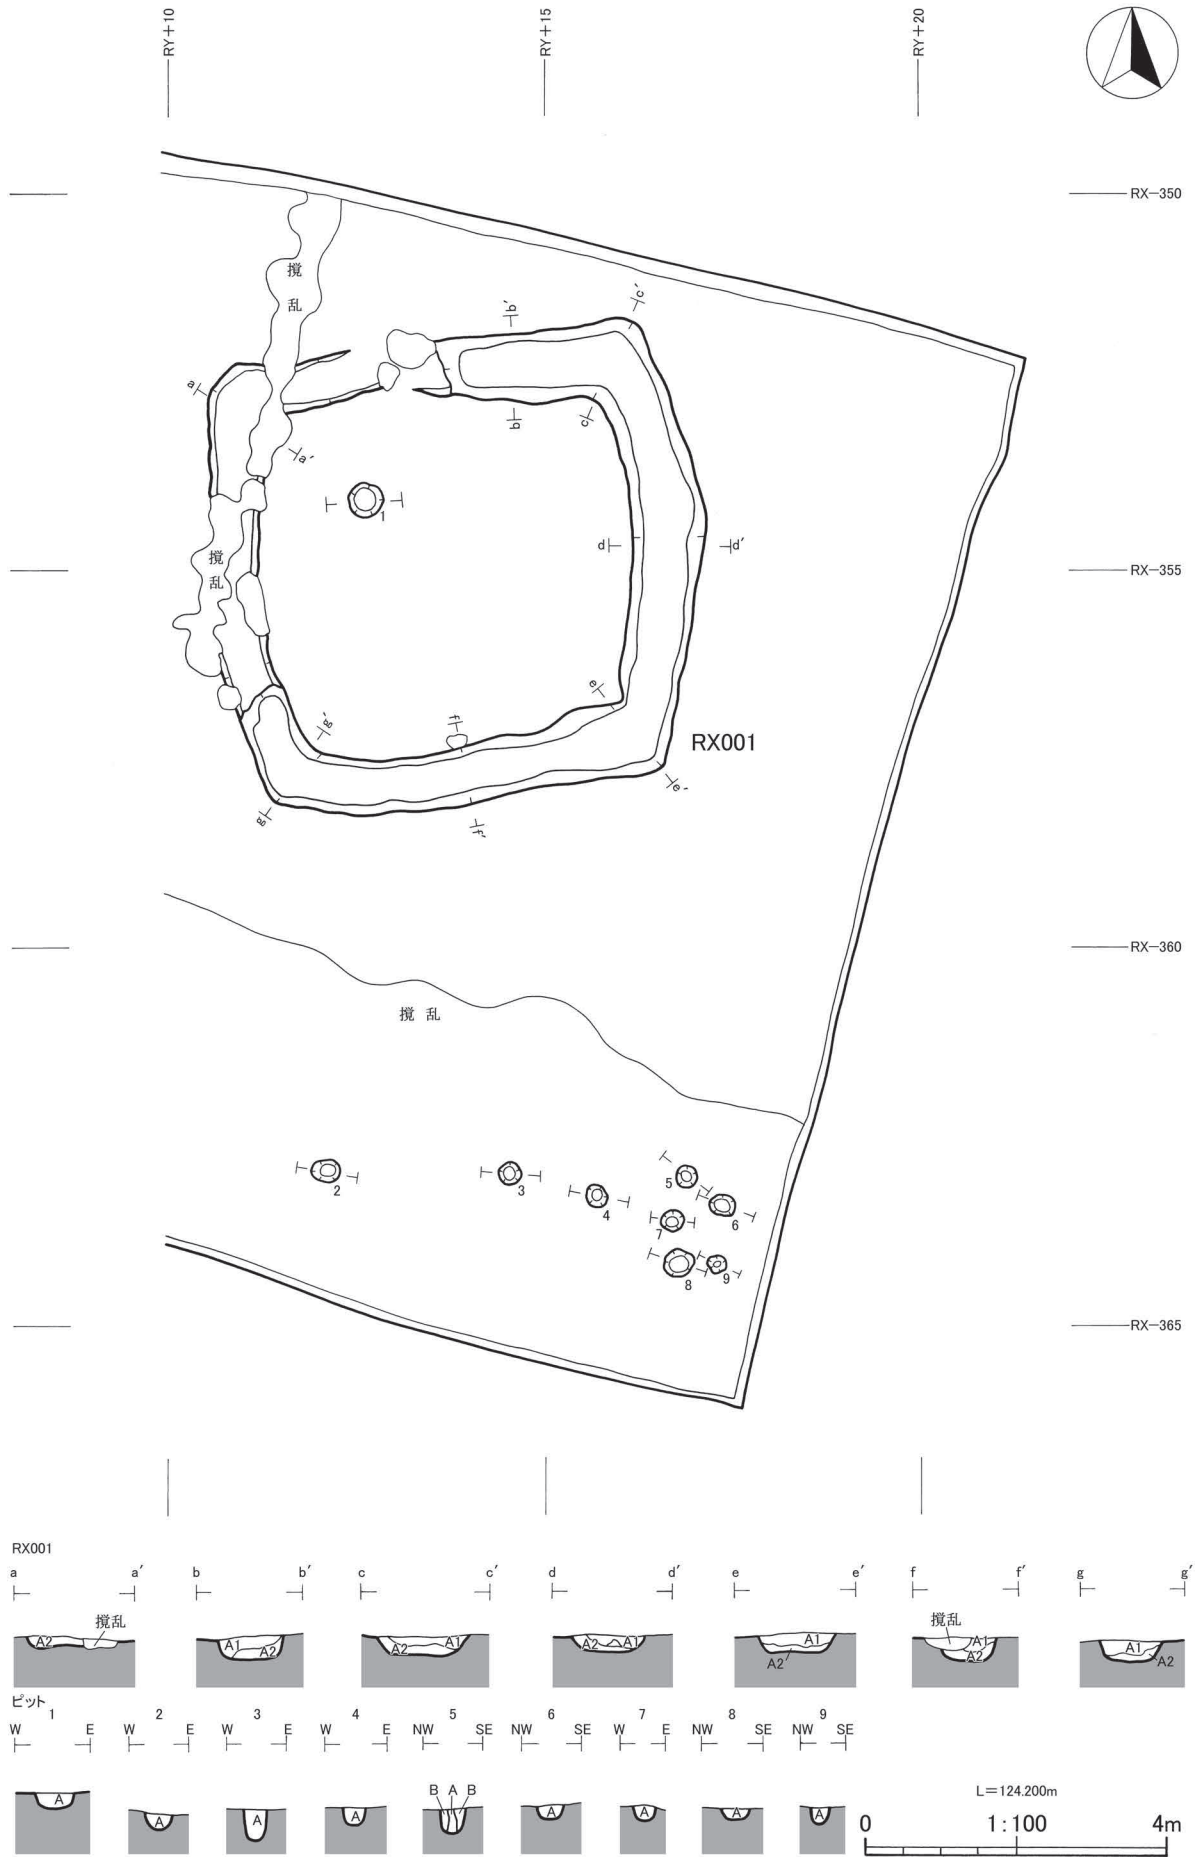 RY+10
RY+15
RY+20
RX-350
撹乱
b'
c'
a
a'
b
c
1
d
d'
撹乱
RX-355
e
g'
f
RX001
e'
g
f'
RX-360
撹乱
2
3
4
5
6
7
8
9
RX-365
RX001
a a' b b' c c' d d' e e' f f' g g'
撹乱 撹乱
A2 A1 A2 A2 A1 A2 A1 A1 A2 A1 A2 A1 A2
ピット
1 2 3 4 5 6 7 8 9
W E W E W E W E NW SE NW SE W E NW SE NW SE
B A B
A A A A A A A A
L=124.200m
1:100
0 4m